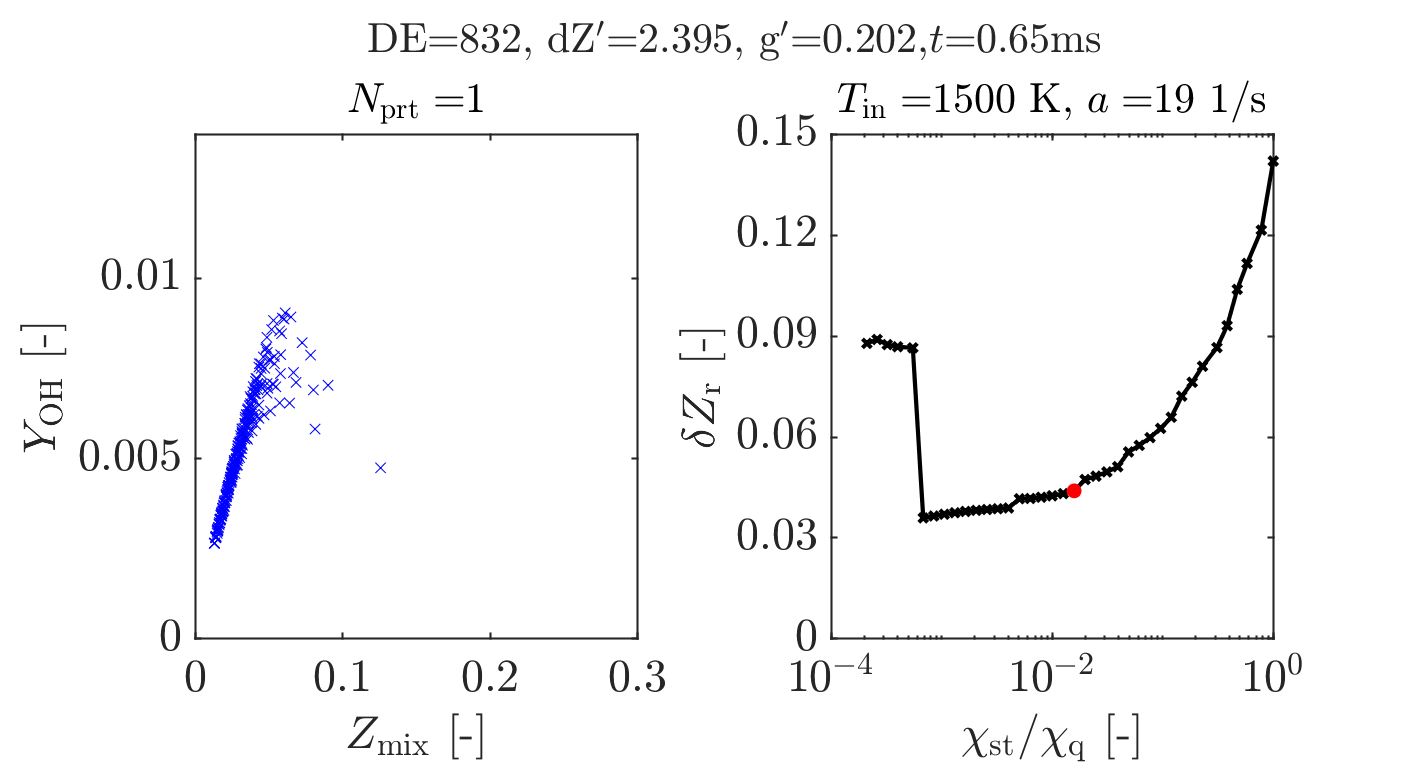 DE=832, dZ′=2.395, g′=0.202,t=0.65ms
N_prt =1
Y_OH [-]
0.01
0.005
0
0
0.1
0.2
0.3
Z_mix [-]
T_in =1500 K, a =19 1/s
δZ_r [-]
0.15
0.12
0.09
0.06
0.03
0
10^−4
10^−2
10^0
χ_st/χ_q [-]